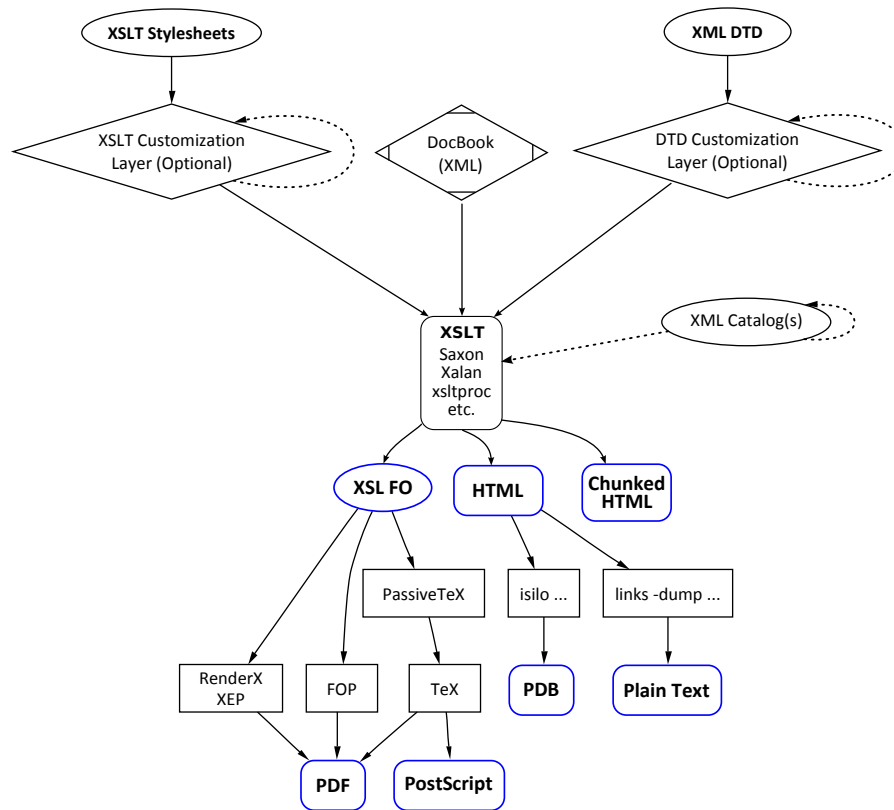 XSLT Stylesheets
XML DTD
XSLT Customization
Layer (Optional)
DocBook
(XML)
DTD Customization
Layer (Optional)
XSLT
Saxon
Xalan
xsltproc
etc.
XML Catalog(s)
XSL FO
HTML
Chunked
HTML
PassiveTeX
isilo ...
links -dump ...
RenderX
XEP
FOP
TeX
PDB
Plain Text
PDF
PostScript